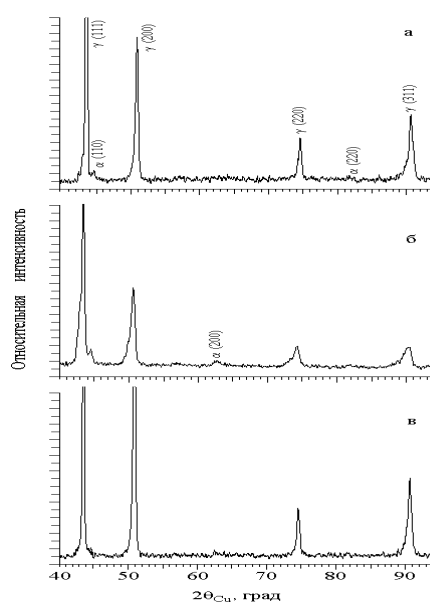 а
γ (111)
γ (200)
α (110)
γ (220)
α (220)
γ (311)
б
α (200)
в
Относительная интенсивность
40 50 60 70 80 90
2θCu, град